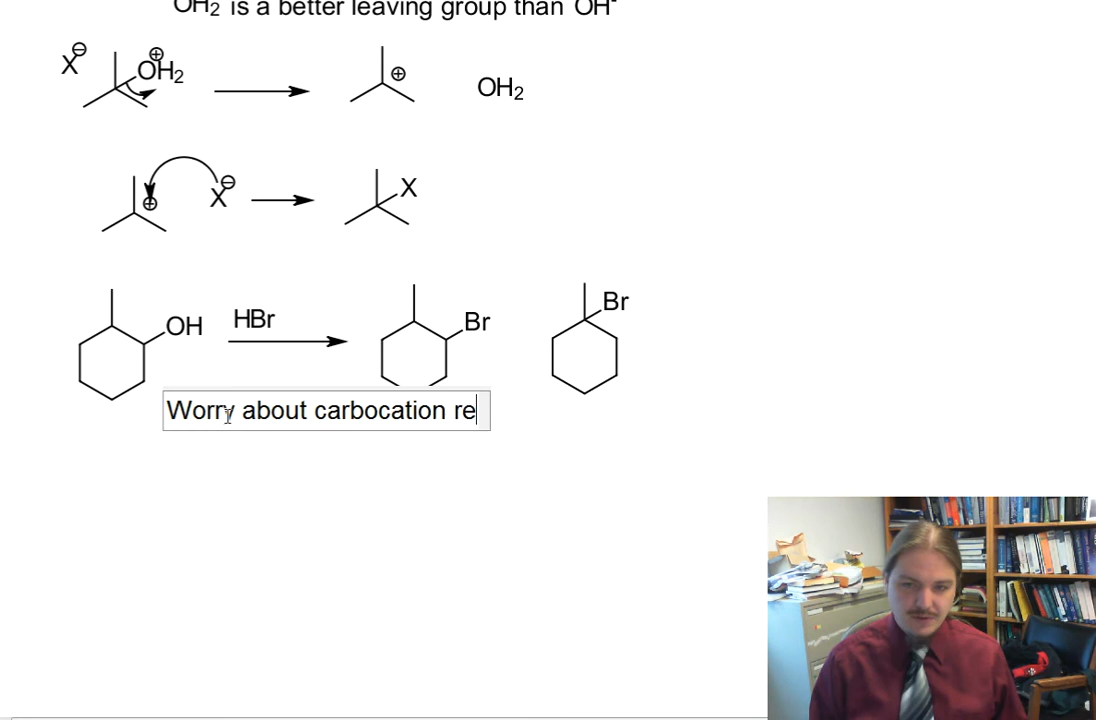 OH2 is a better leaving group than OH-
X⊖ ⊕OH2 ⊕ OH2
⊕ X⊖ X
OH HBr Br Br
Worry about carbocation re